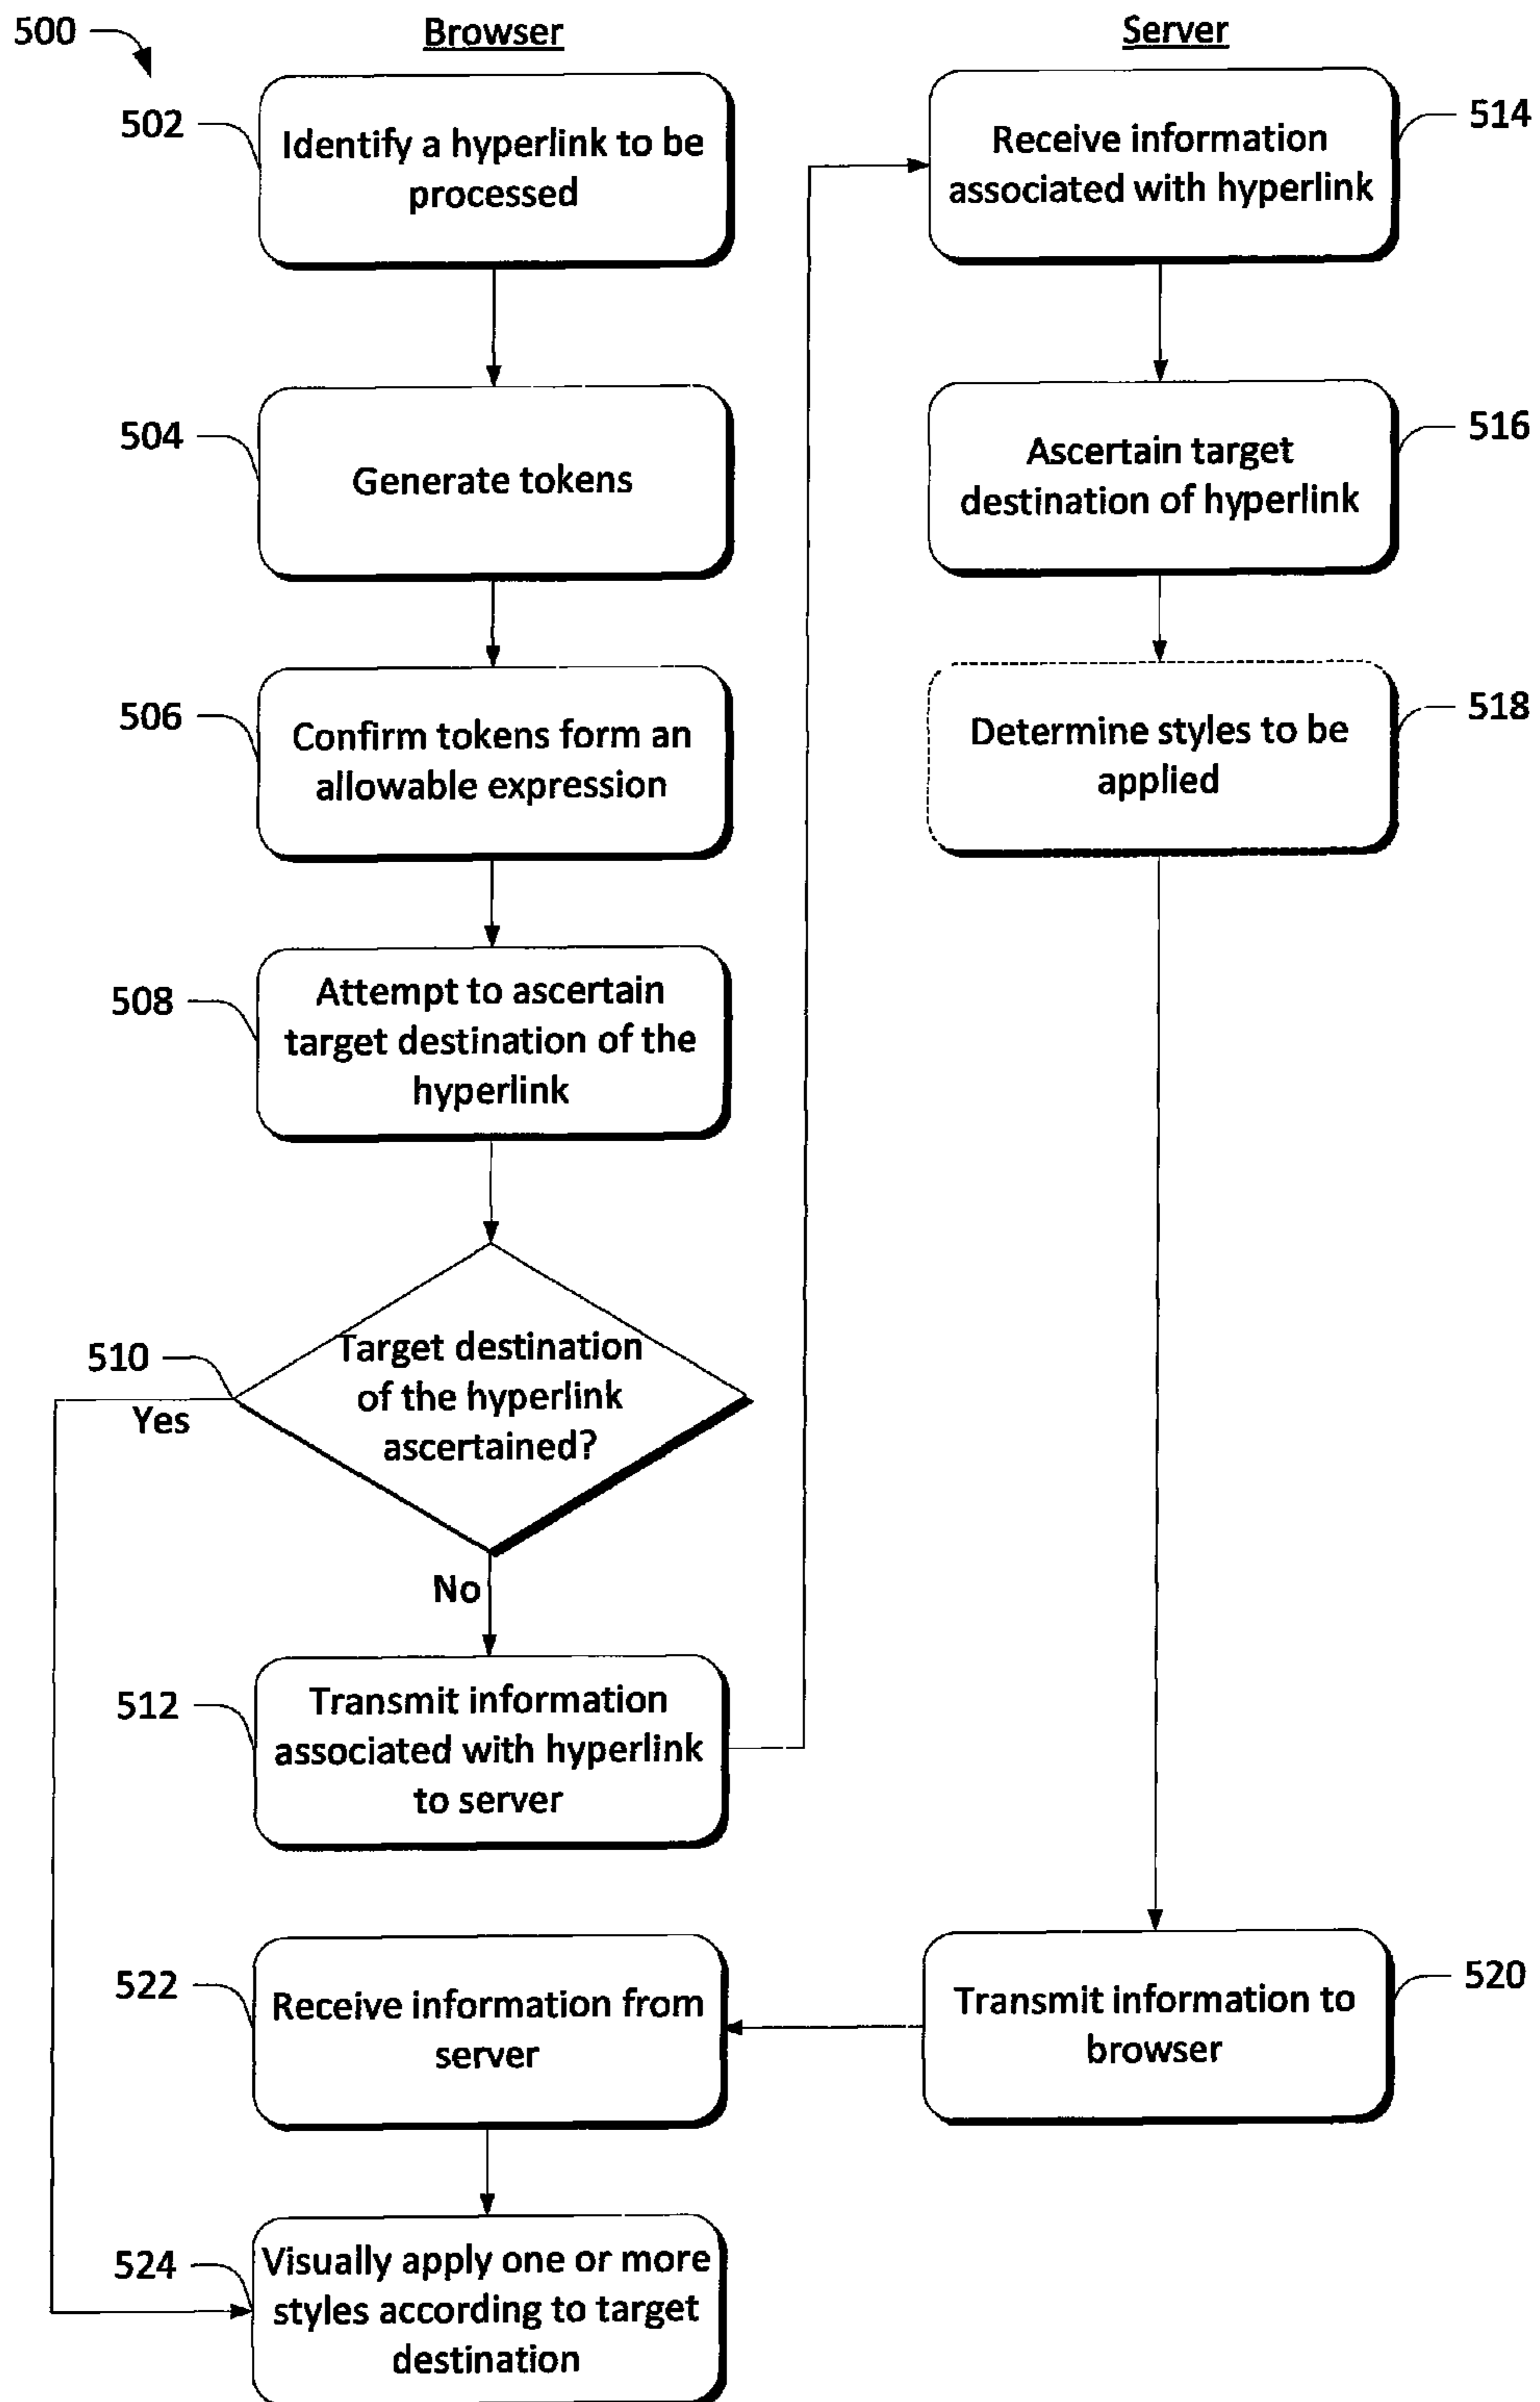 500
Browser
Server
502
Identify a hyperlink to be
processed
504
Generate tokens
506
Confirm tokens form an
allowable expression
508
Attempt to ascertain
target destination of the
hyperlink
510
Target destination
of the hyperlink
ascertained?
Yes
No
512
Transmit information
associated with hyperlink
to server
514
Receive information
associated with hyperlink
516
Ascertain target
destination of hyperlink
518
Determine styles to be
applied
520
Transmit information to
browser
522
Receive information from
server
524
Visually apply one or more
styles according to target
destination